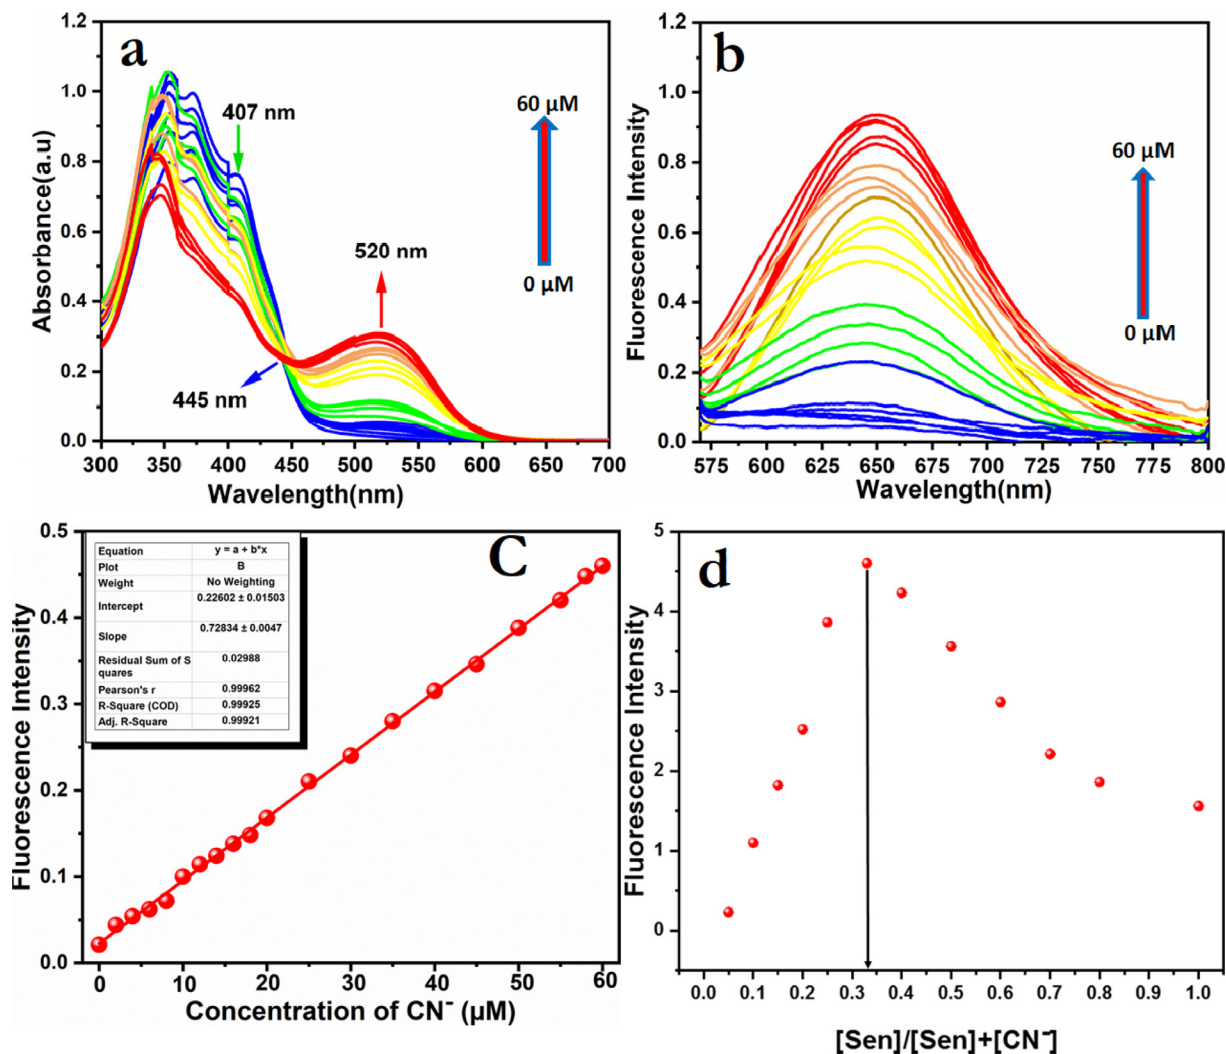 a
1.2
1.0
0.8
0.6
0.4
0.2
0.0
Absorbance(a.u)
407 nm
520 nm
445 nm
60 µM
0 µM
300 350 400 450 500 550 600 650 700
Wavelength(nm)
b
1.2
1.0
0.8
0.6
0.4
0.2
0.0
Fluorescence Intensity
60 µM
0 µM
575 600 625 650 675 700 725 750 775 800
Wavelength(nm)
C
0.5
0.4
0.3
0.2
0.1
0.0
Fluorescence Intensity
Equation y = a + b*x
Plot B
Weight No Weighting
Intercept 0.22602 ± 0.01503
Slope 0.72834 ± 0.0047
Residual Sum of S
quares 0.02988
Pearson's r 0.99962
R-Square (COD) 0.99925
Adj. R-Square 0.99921
0 10 20 30 40 50 60
Concentration of CN⁻ (µM)
d
5
4
3
2
1
0
Fluorescence Intensity
0.0 0.1 0.2 0.3 0.4 0.5 0.6 0.7 0.8 0.9 1.0
[Sen]/[Sen]+[CN⁻]